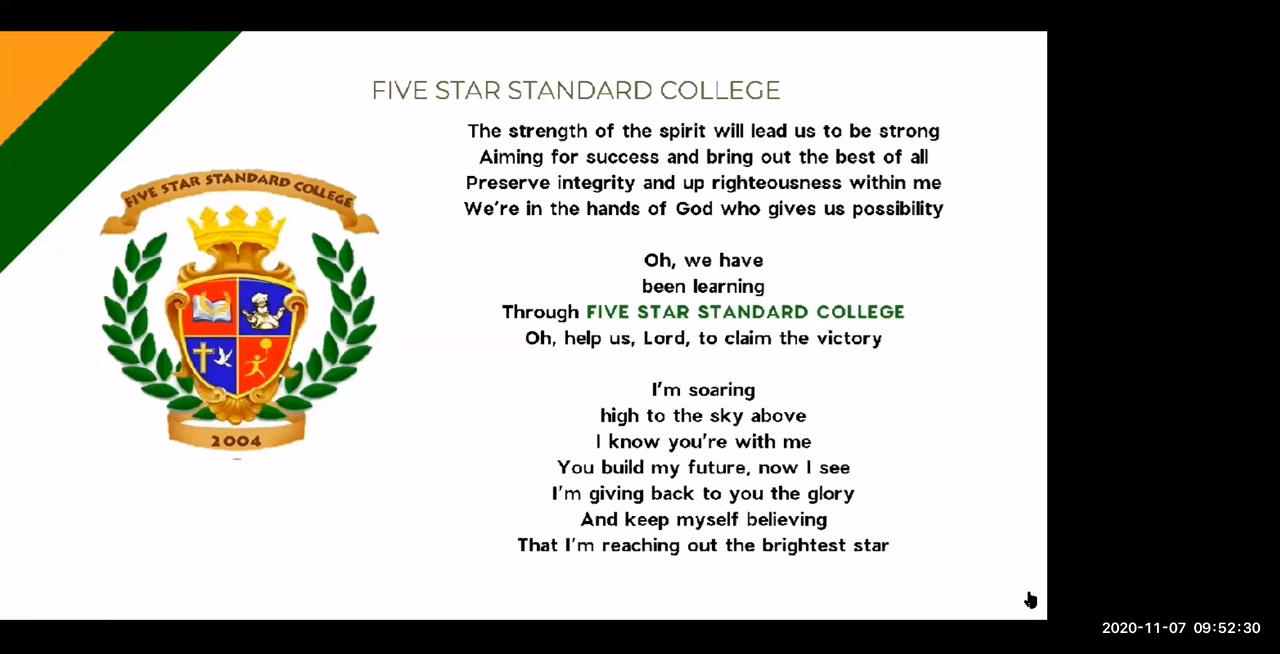 FIVE STAR STANDARD COLLEGE
The strength of the spirit will lead us to be strong
Aiming for success and bring out the best of all
Preserve integrity and up righteousness within me
We're in the hands of God who gives us possibility
Oh, we have
been learning
Through FIVE STAR STANDARD COLLEGE
Oh, help us, Lord, to claim the victory
I'm soaring
high to the sky above
I know you're with me
You build my future, now I see
I'm giving back to you the glory
And keep myself believing
That I'm reaching out the brightest star
FIVE STAR STANDARD COLLEGE
2004
2020-11-07 09:52:30